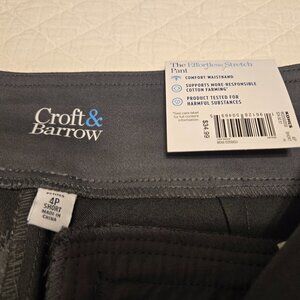 The Effortless Stretch
Pant
COMFORT WAISTBAND
SUPPORTS MORE-RESPONSIBLE
COTTON FARMING*
PRODUCT TESTED FOR
HARMFUL SUBSTANCES
$34.99
Croft&
Barrow
4P
SHORT
MADE IN
CHINA